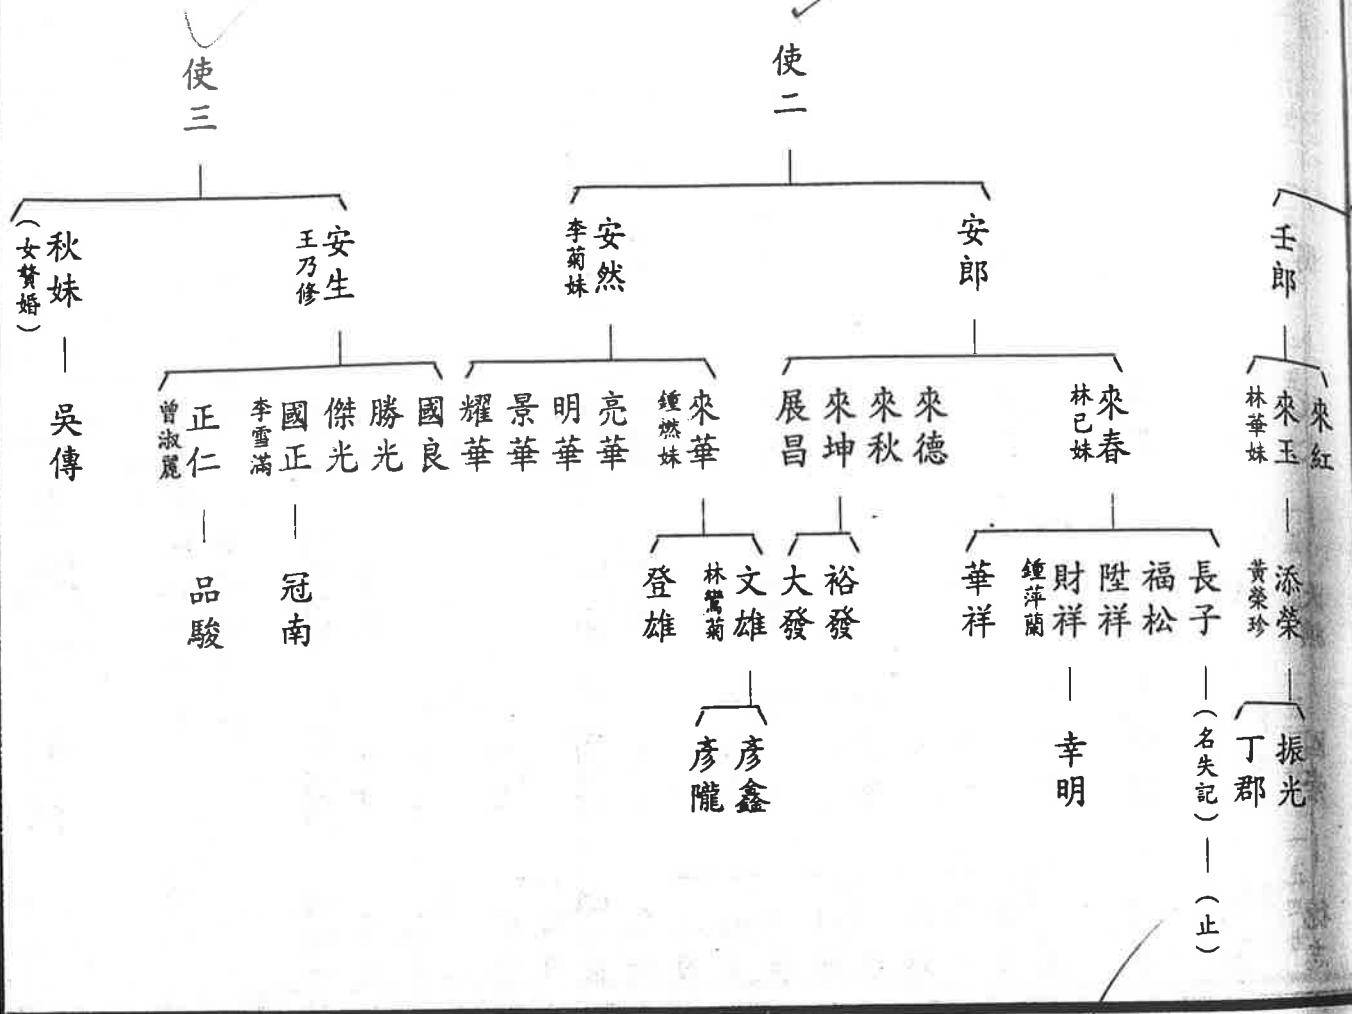 壬郎
來紅
來玉
林華妹
添榮
黃榮珍
振光
丁郡
使二
安郎
安然
李菊妹
來春
林已妹
來德
來秋
來坤
展昌
來華
鍾燃妹
亮華
明華
景華
耀華
長子
福松
陞祥
財祥
鍾萍蘭
華祥
裕發
大發
文雄
林鸞菊
登雄
(名失記)
(止)
幸明
彥鑫
彥隴
使三
安生
王乃修
秋妹
(女贅婚)
國良
勝光
傑光
國正
李雪滿
正仁
曾淑麗
吳傳
冠南
品駿